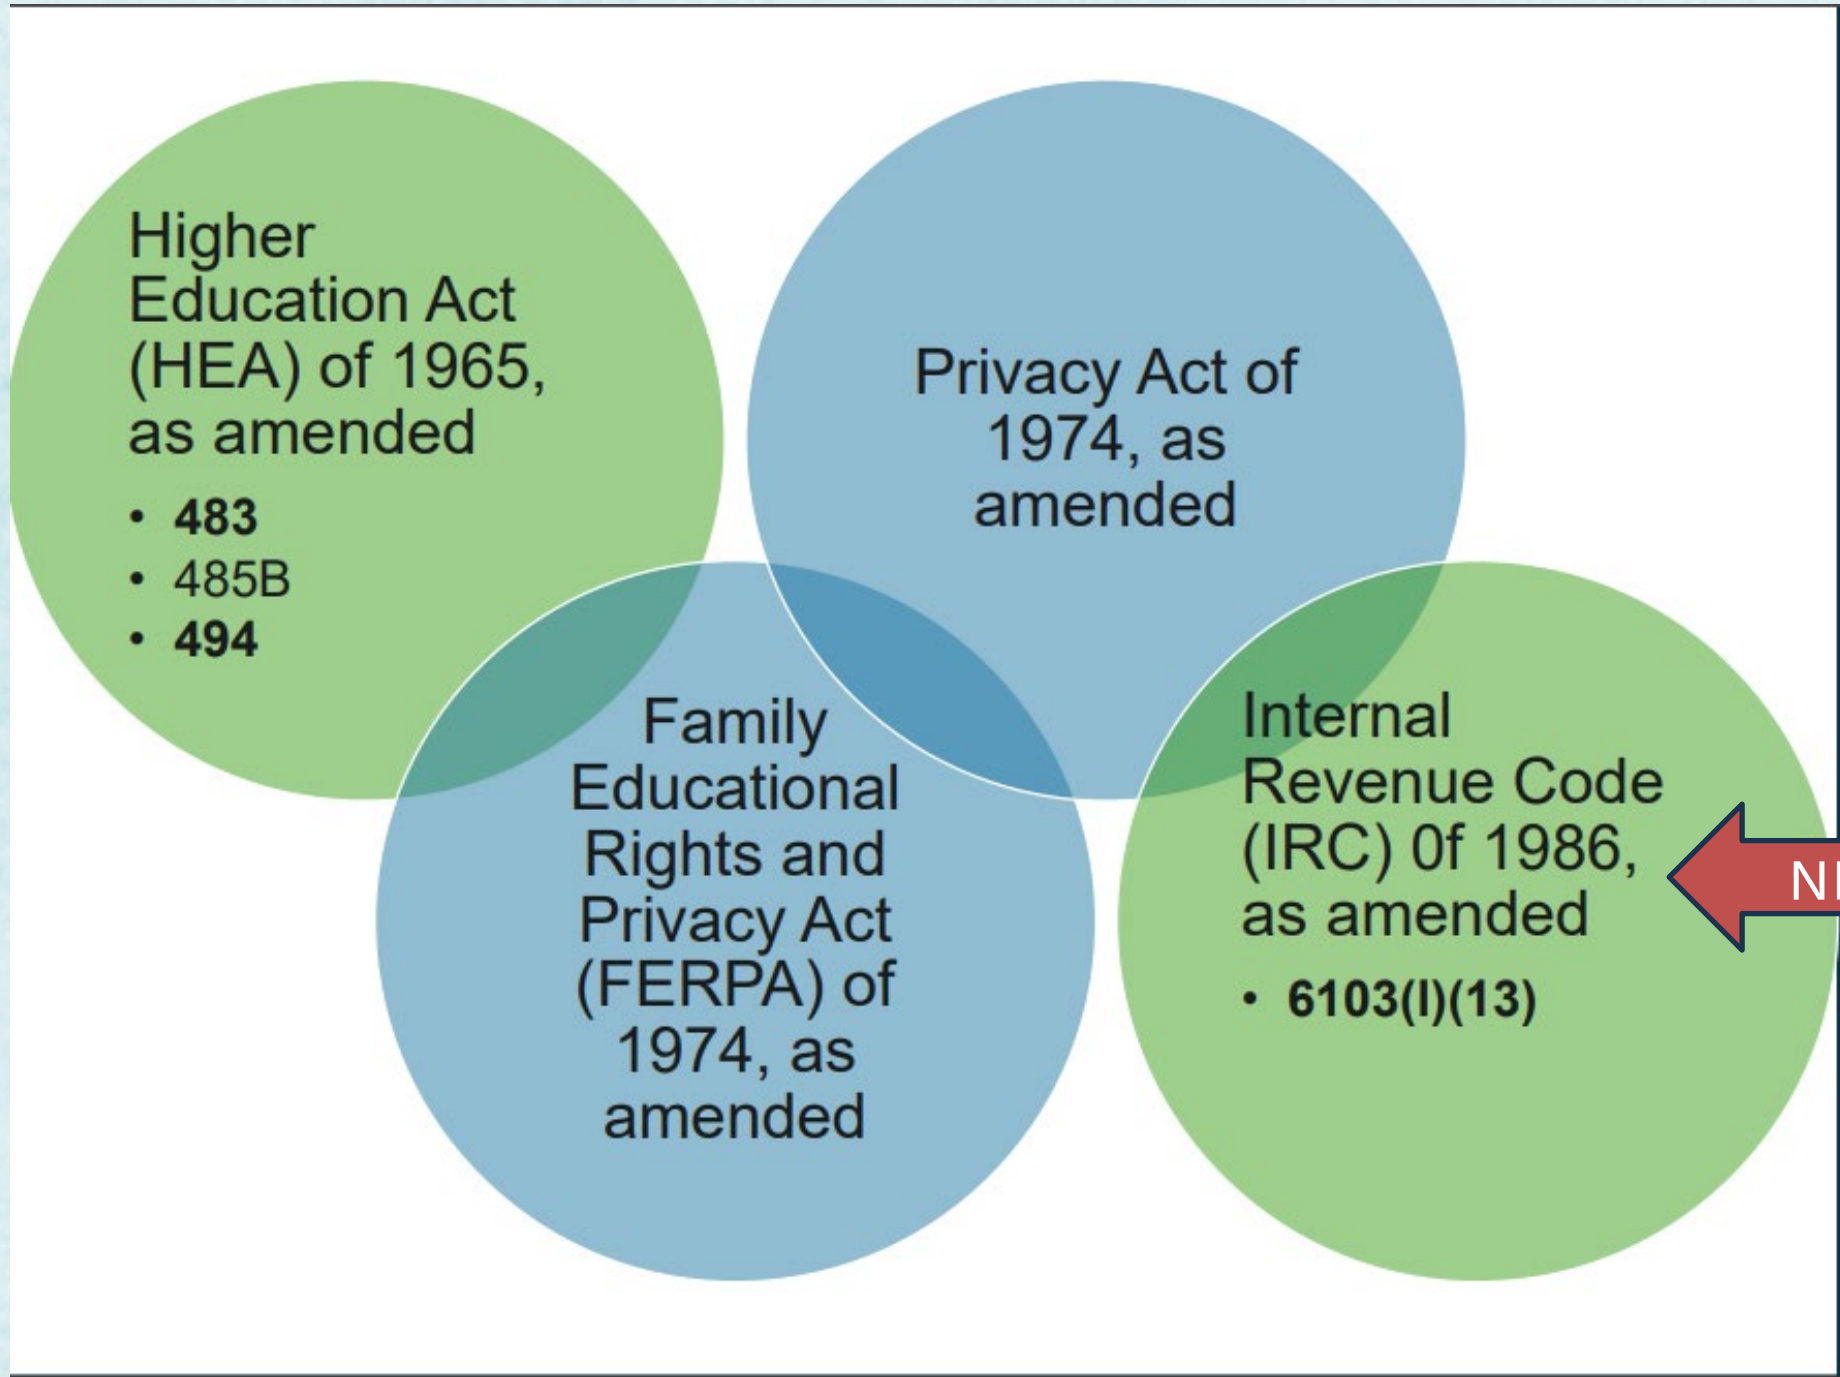 Higher
Education Act
(HEA) of 1965,
as amended
• 483
• 485B
• 494
Privacy Act of
1974, as
amended
Family
Educational
Rights and
Privacy Act
(FERPA) of
1974, as
amended
Internal
Revenue Code
(IRC) 0f 1986,
as amended
• 6103(l)(13)